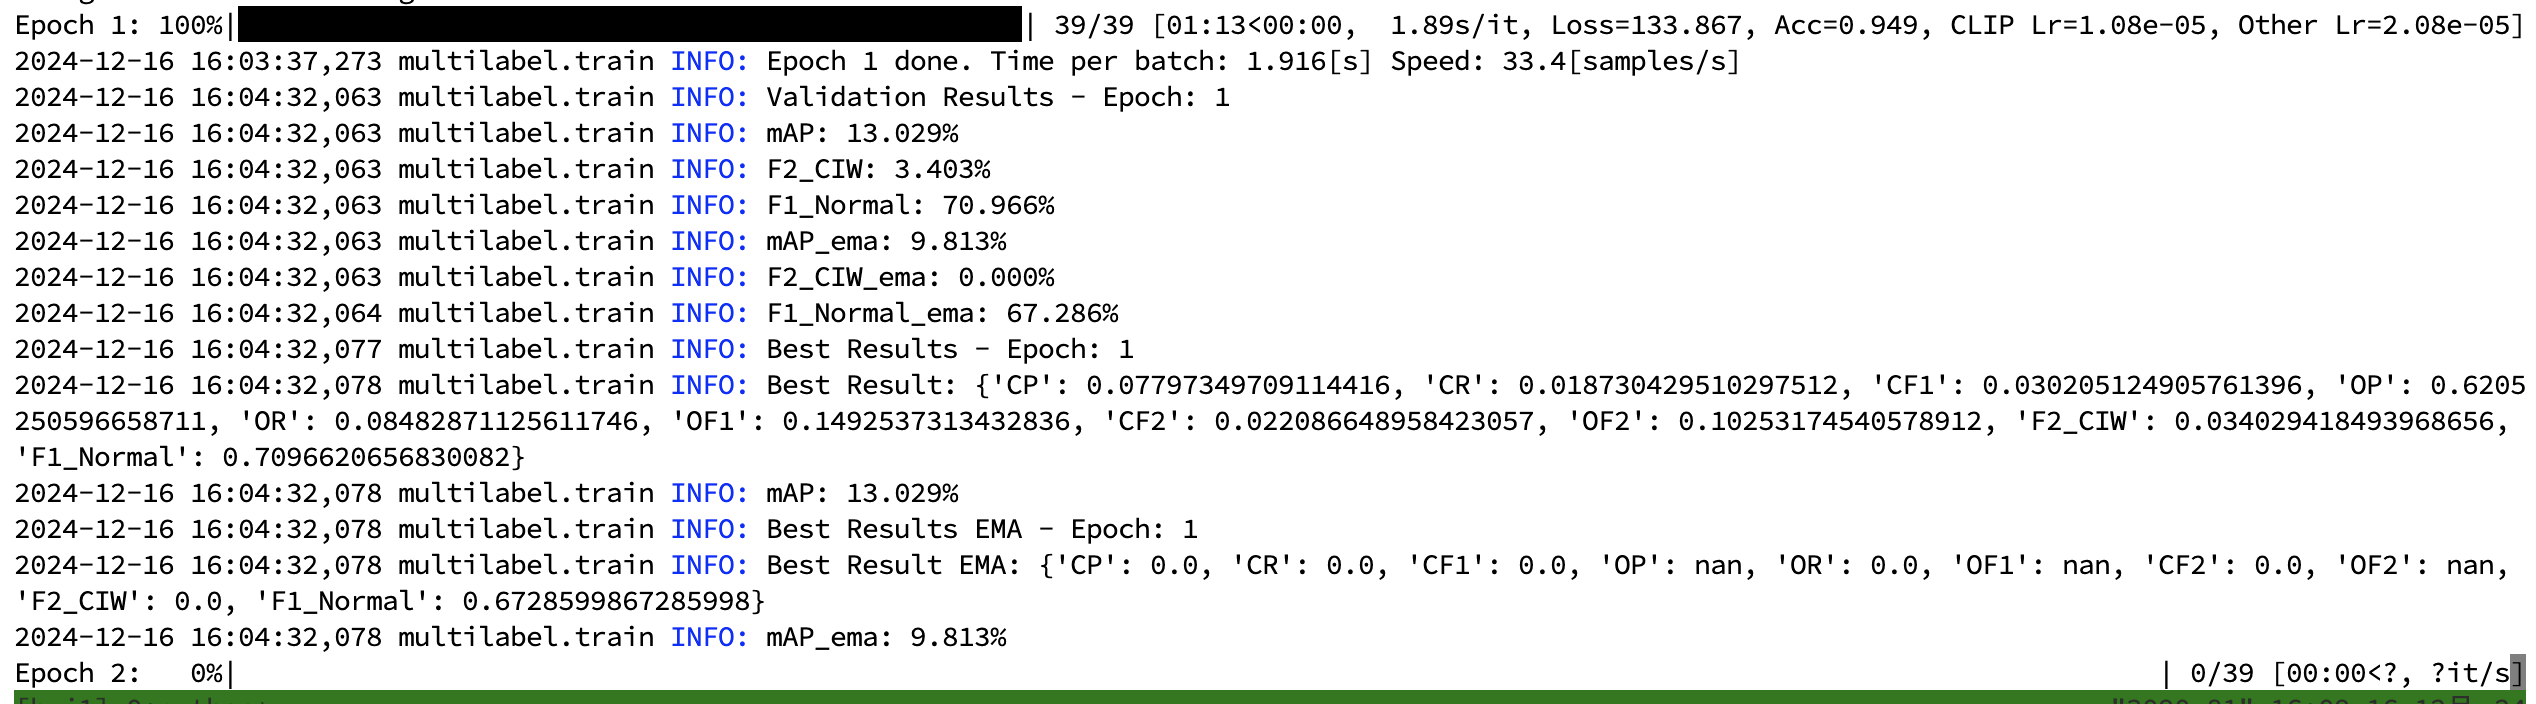 Epoch 1: 100%| | 39/39 [01:13<00:00,  1.89s/it, Loss=133.867, Acc=0.949, CLIP Lr=1.08e-05, Other Lr=2.08e-05]
2024-12-16 16:03:37,273 multilabel.train INFO: Epoch 1 done. Time per batch: 1.916[s] Speed: 33.4[samples/s]
2024-12-16 16:04:32,063 multilabel.train INFO: Validation Results - Epoch: 1
2024-12-16 16:04:32,063 multilabel.train INFO: mAP: 13.029%
2024-12-16 16:04:32,063 multilabel.train INFO: F2_CIW: 3.403%
2024-12-16 16:04:32,063 multilabel.train INFO: F1_Normal: 70.966%
2024-12-16 16:04:32,063 multilabel.train INFO: mAP_ema: 9.813%
2024-12-16 16:04:32,063 multilabel.train INFO: F2_CIW_ema: 0.000%
2024-12-16 16:04:32,064 multilabel.train INFO: F1_Normal_ema: 67.286%
2024-12-16 16:04:32,077 multilabel.train INFO: Best Results - Epoch: 1
2024-12-16 16:04:32,078 multilabel.train INFO: Best Result: {'CP': 0.07797349709114416, 'CR': 0.018730429510297512, 'CF1': 0.030205124905761396, 'OP': 0.6205
250596658711, 'OR': 0.08482871125611746, 'OF1': 0.1492537313432836, 'CF2': 0.022086648958423057, 'OF2': 0.10253174540578912, 'F2_CIW': 0.034029418493968656,
'F1_Normal': 0.7096620656830082}
2024-12-16 16:04:32,078 multilabel.train INFO: mAP: 13.029%
2024-12-16 16:04:32,078 multilabel.train INFO: Best Results EMA - Epoch: 1
2024-12-16 16:04:32,078 multilabel.train INFO: Best Result EMA: {'CP': 0.0, 'CR': 0.0, 'CF1': 0.0, 'OP': nan, 'OR': 0.0, 'OF1': nan, 'CF2': 0.0, 'OF2': nan,
'F2_CIW': 0.0, 'F1_Normal': 0.6728599867285998}
2024-12-16 16:04:32,078 multilabel.train INFO: mAP_ema: 9.813%
Epoch 2:   0%| | 0/39 [00:00<?, ?it/s]